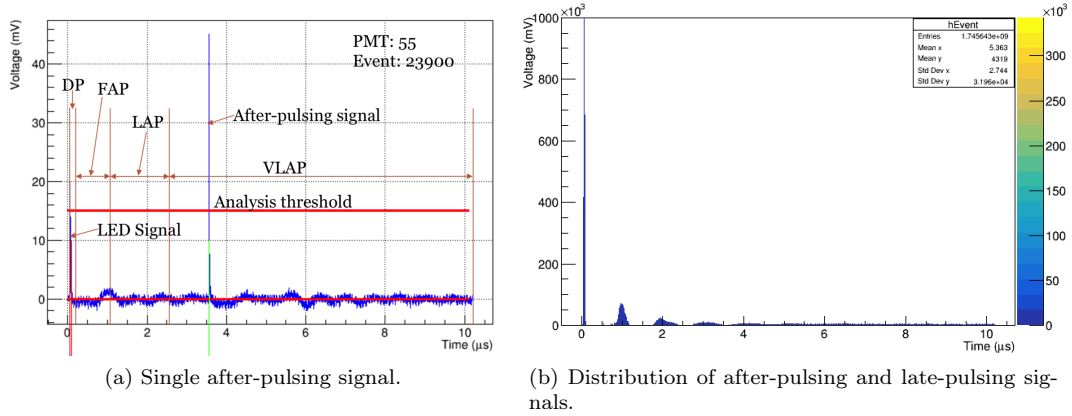 PMT: 55
Event: 23900
Voltage (mV)
40
30
20
10
0
DP
FAP
LAP
After-pulsing signal
VLAP
Analysis threshold
LED Signal
0 2 4 6 8 10
Time (μs)
(a) Single after-pulsing signal.
×10³
Voltage (mV)
1000
800
600
400
200
0
hEvent
Entries 1.745643e+09
Mean x 5.363
Mean y 4319
Std Dev x 2.744
Std Dev y 3.196e+04
×10³
300
250
200
150
100
50
0
0 2 4 6 8 10
Time (μs)
(b) Distribution of after-pulsing and late-pulsing sig-
nals.